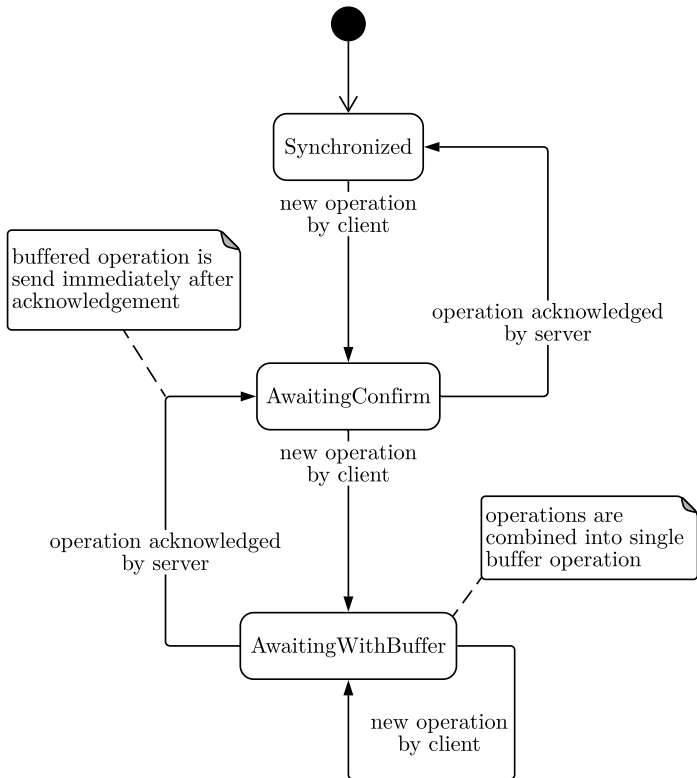 Synchronized
new operation
by client
buffered operation is
send immediately after
acknowledgement
operation acknowledged
by server
AwaitingConfirm
new operation
by client
operations are
combined into single
buffer operation
operation acknowledged
by server
AwaitingWithBuffer
new operation
by client